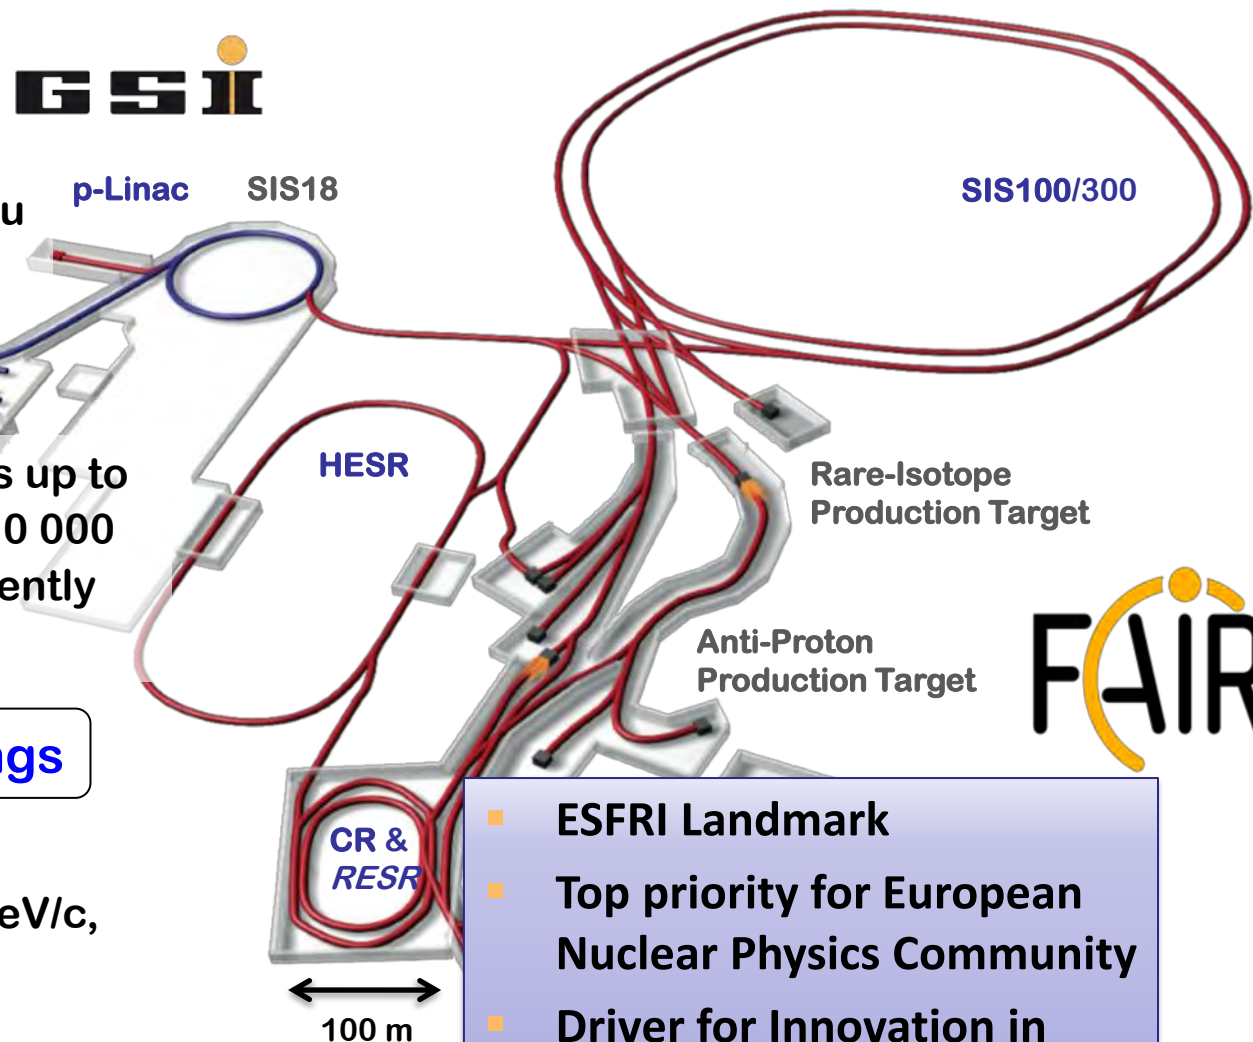 GSI
p-Linac
SIS18
SIS100/300
u
HESR
s up to
0 000
ently
Rare-Isotope
Production Target
Anti-Proton
Production Target
FAIR
ngs
CR &
RESR
eV/c,
100 m
ESFRI Landmark
Top priority for European
Nuclear Physics Community
Driver for Innovation in